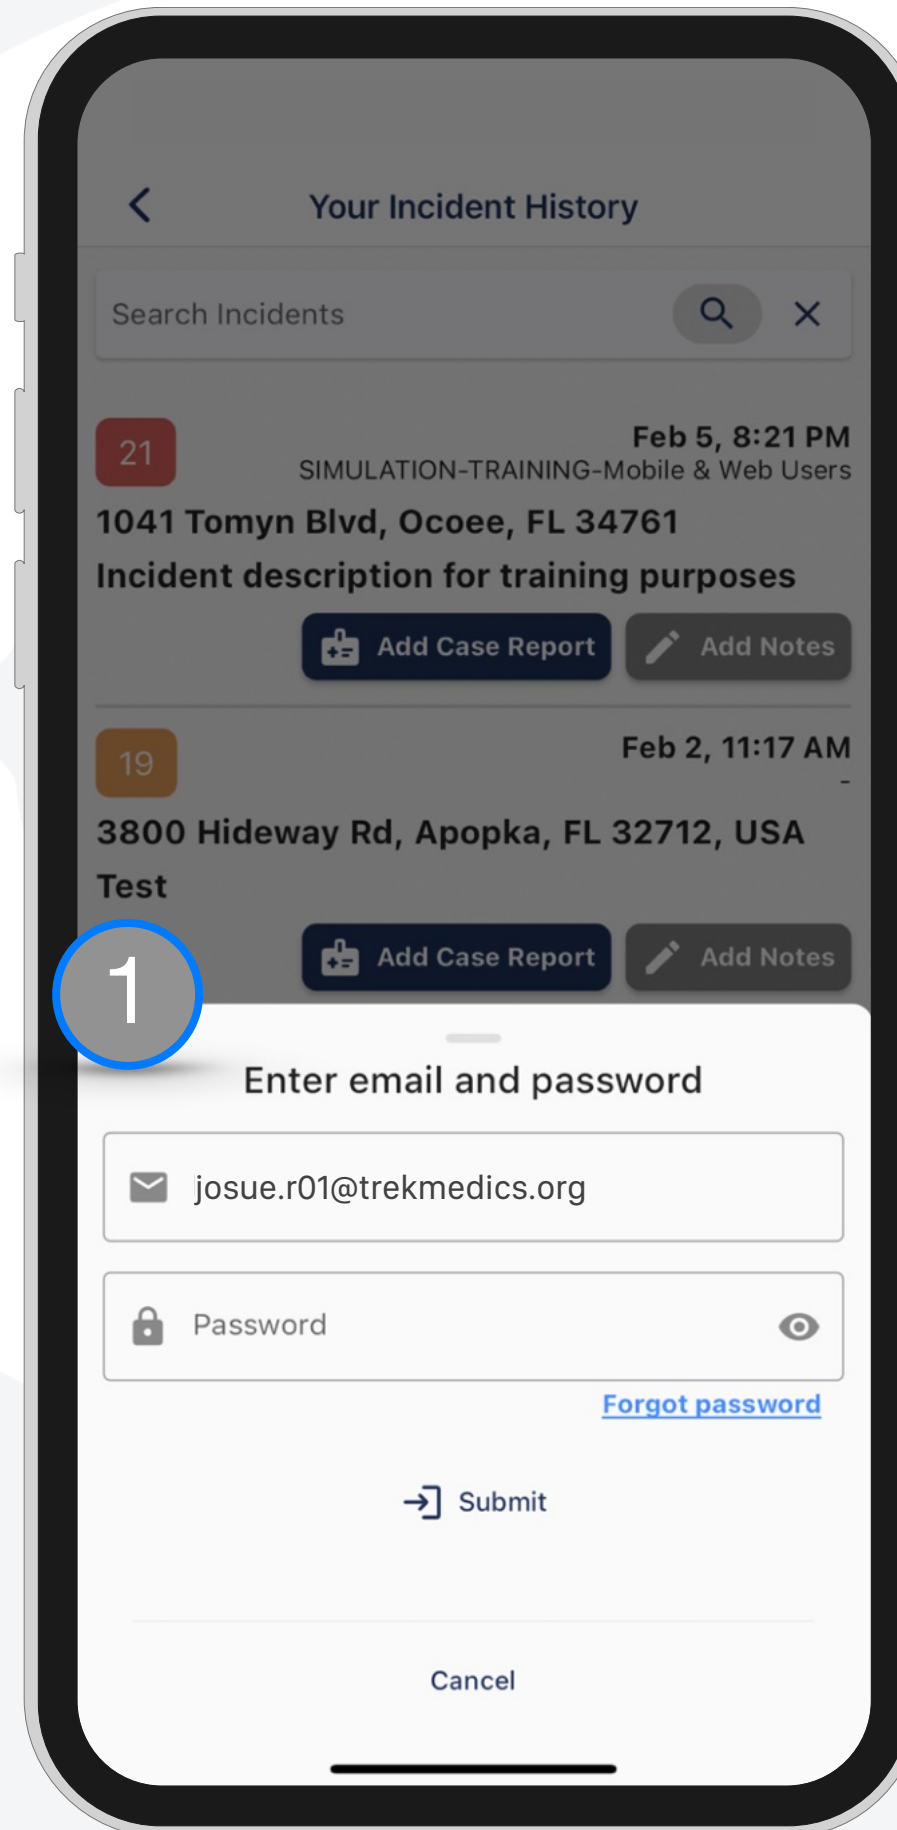 Your Incident History
Search Incidents
21
Feb 5, 8:21 PM
SIMULATION-TRAINING-Mobile & Web Users
1041 Tomyn Blvd, Ocoee, FL 34761
Incident description for training purposes
Add Case Report
Add Notes
19
Feb 2, 11:17 AM
-
3800 Hideway Rd, Apopka, FL 32712, USA
Test
Add Case Report
Add Notes
1
Enter email and password
josue.r01@trekmedics.org
Password
Forgot password
Submit
Cancel